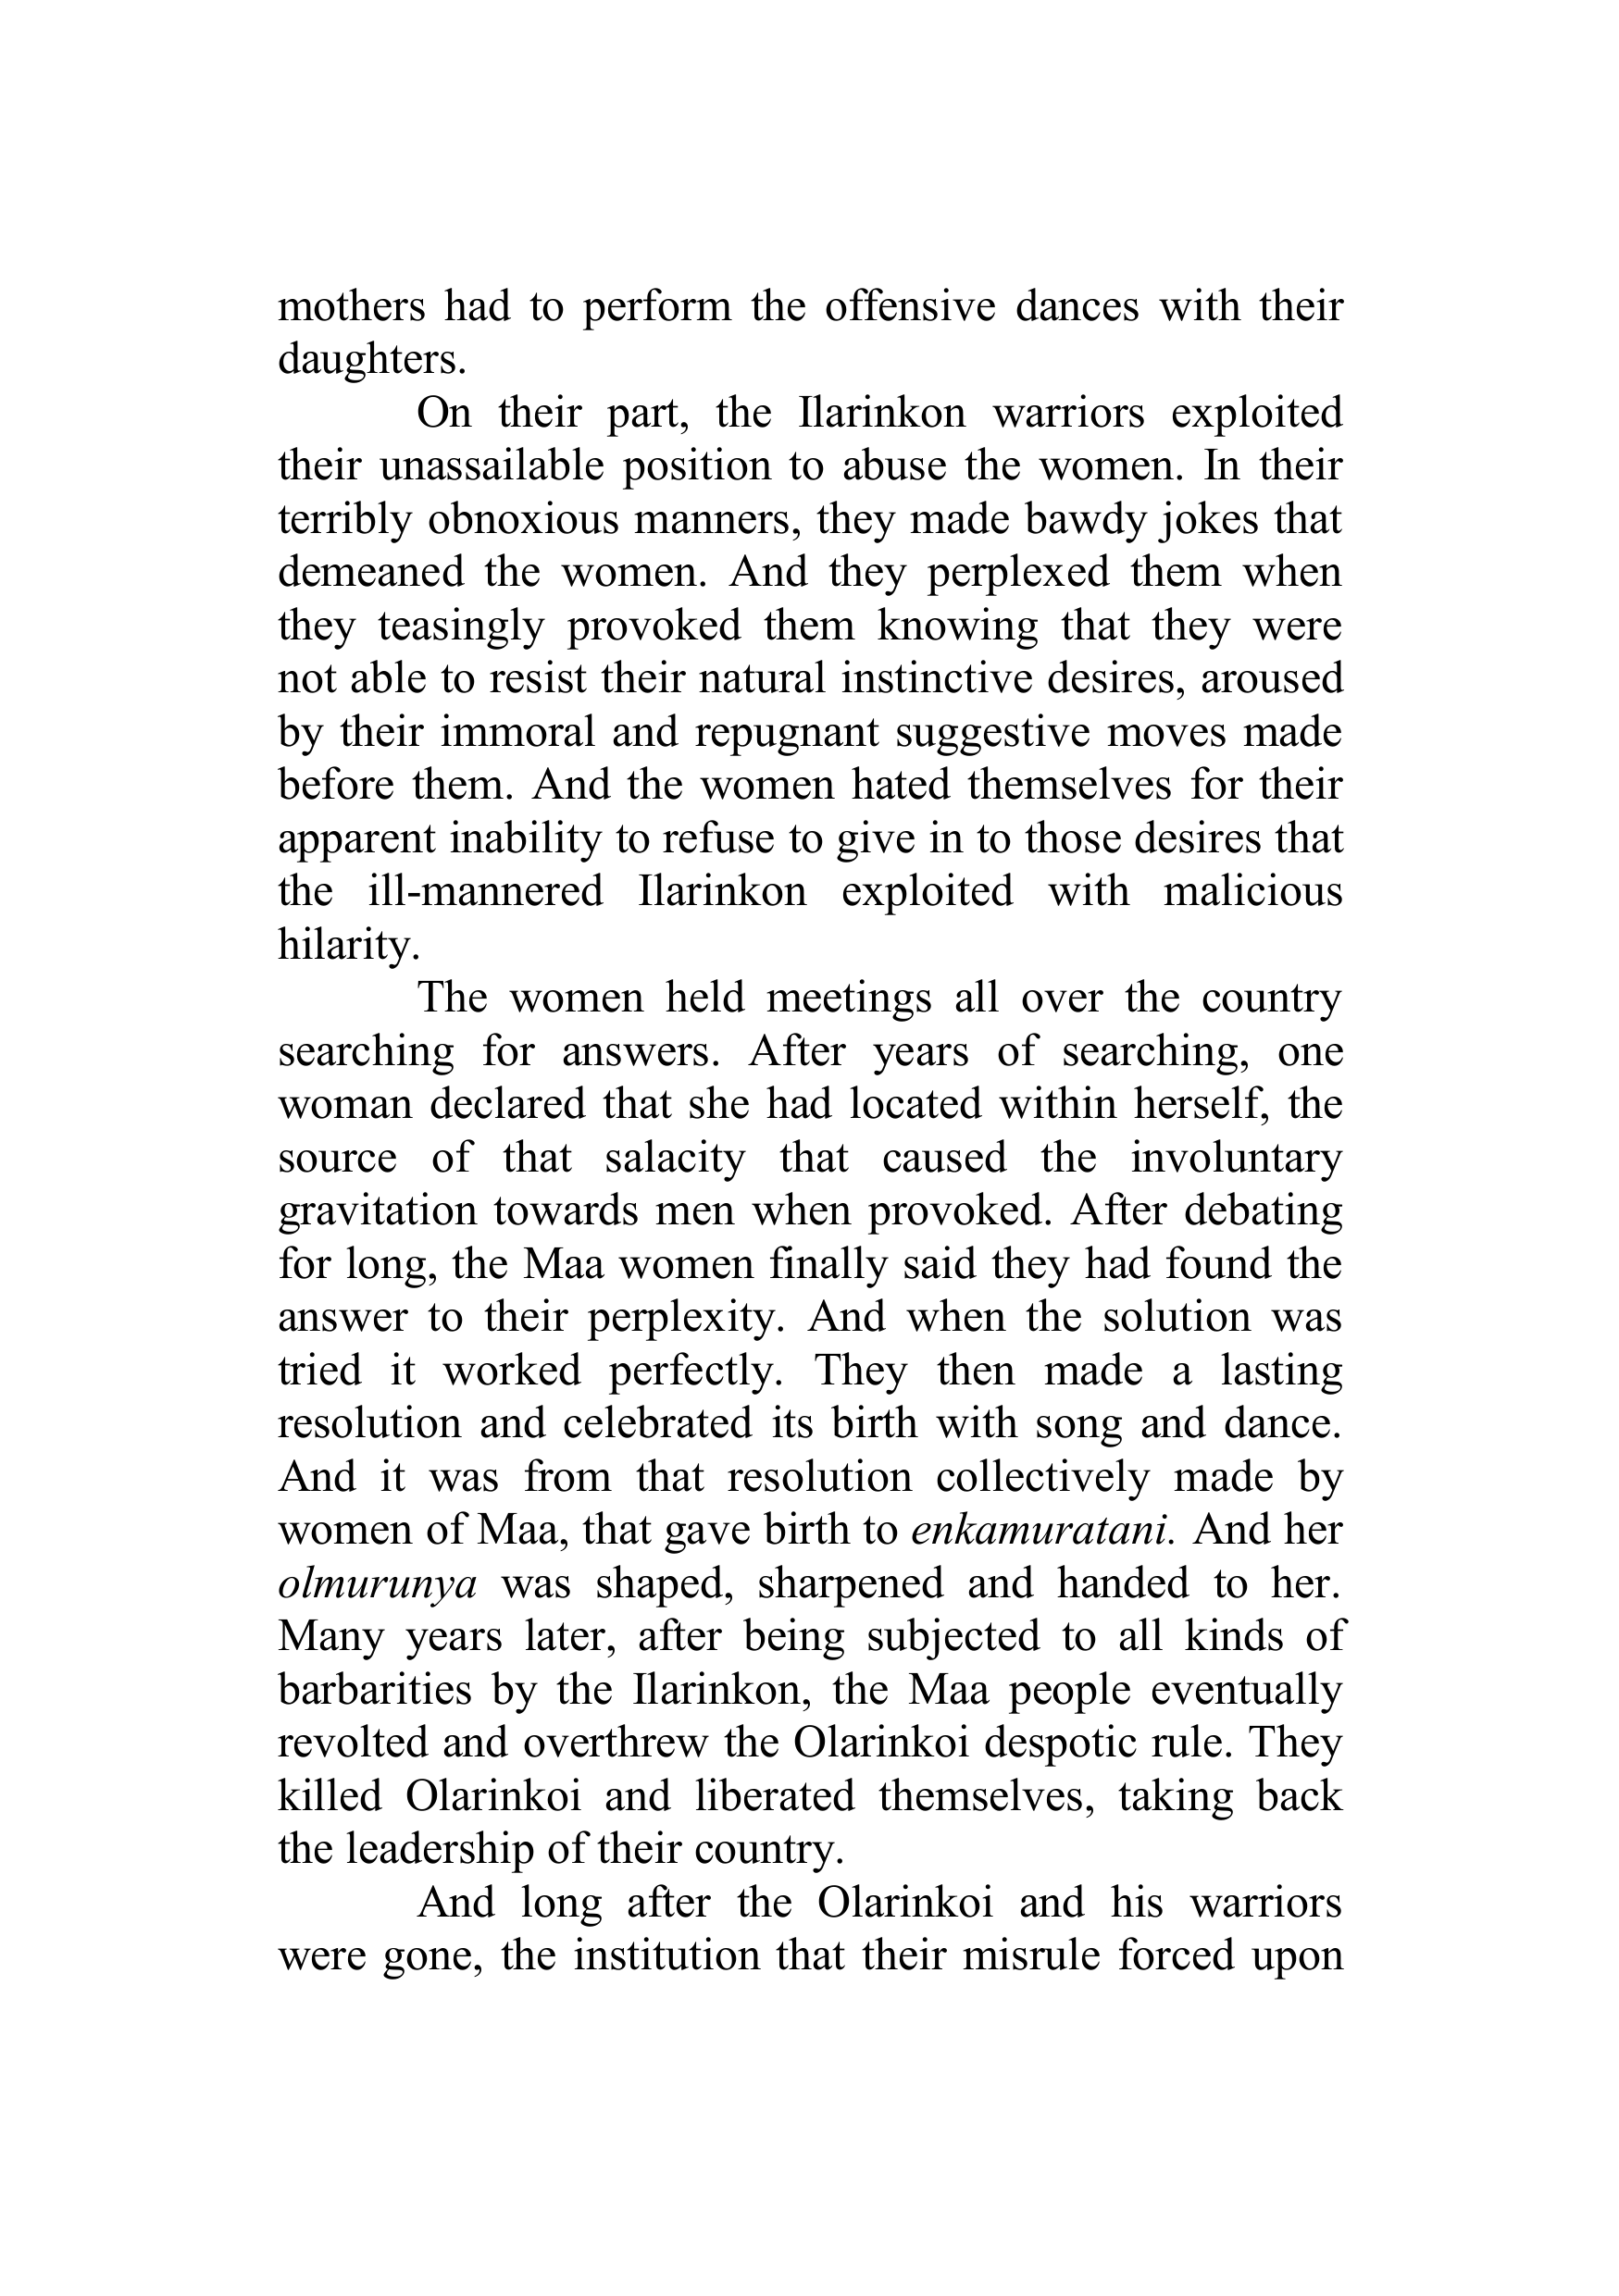 mothers had to perform the offensive dances with their
daughters.
On their part, the Ilarinkon warriors exploited
their unassailable position to abuse the women. In their
terribly obnoxious manners, they made bawdy jokes that
demeaned the women. And they perplexed them when
they teasingly provoked them knowing that they were
not able to resist their natural instinctive desires, aroused
by their immoral and repugnant suggestive moves made
before them. And the women hated themselves for their
apparent inability to refuse to give in to those desires that
the ill-mannered Ilarinkon exploited with malicious
hilarity.
The women held meetings all over the country
searching for answers. After years of searching, one
woman declared that she had located within herself, the
source of that salacity that caused the involuntary
gravitation towards men when provoked. After debating
for long, the Maa women finally said they had found the
answer to their perplexity. And when the solution was
tried it worked perfectly. They then made a lasting
resolution and celebrated its birth with song and dance.
And it was from that resolution collectively made by
women of Maa, that gave birth to enkamuratani. And her
olmurunya was shaped, sharpened and handed to her.
Many years later, after being subjected to all kinds of
barbarities by the Ilarinkon, the Maa people eventually
revolted and overthrew the Olarinkoi despotic rule. They
killed Olarinkoi and liberated themselves, taking back
the leadership of their country.
And long after the Olarinkoi and his warriors
were gone, the institution that their misrule forced upon